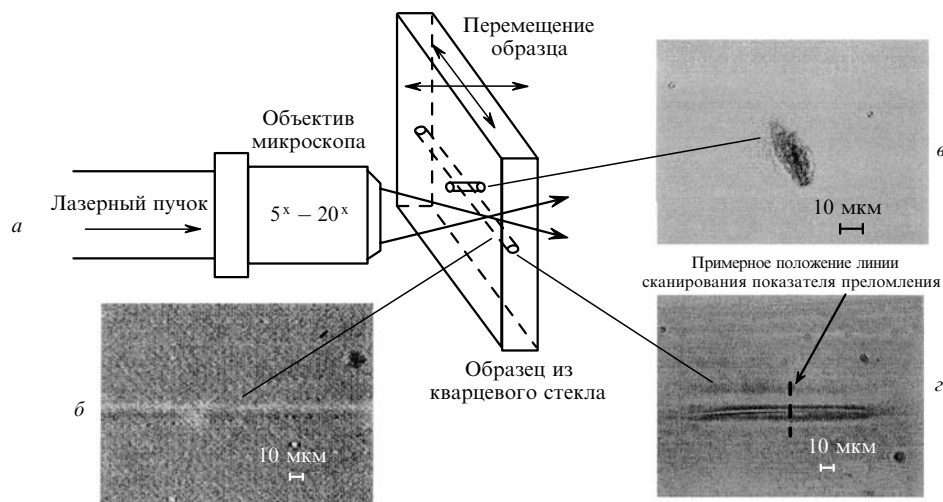 Перемещение
образца
Объектив
микроскопа
Лазерный пучок
5ˣ – 20ˣ
а
в
10 мкм
Примерное положение линии
сканирования показателя преломления
Образец из
кварцевого стекла
б
10 мкм
г
10 мкм